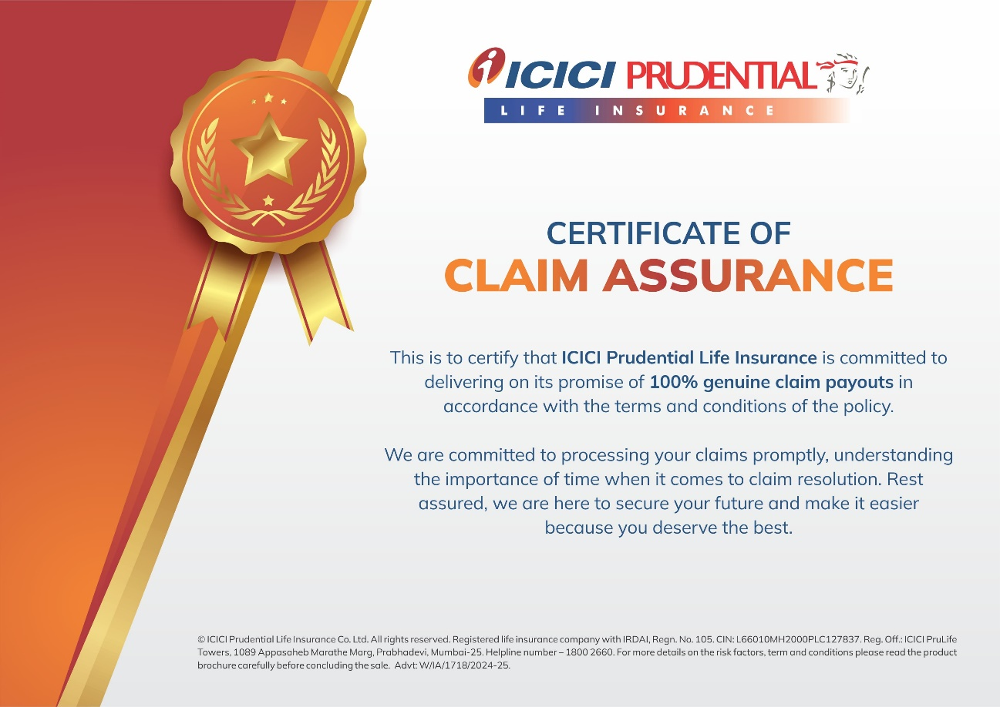 ICICI PRUDENTIAL
LIFE INSURANCE
CERTIFICATE OF
CLAIM ASSURANCE
This is to certify that ICICI Prudential Life Insurance is committed to
delivering on its promise of 100% genuine claim payouts in
accordance with the terms and conditions of the policy.
We are committed to processing your claims promptly, understanding
the importance of time when it comes to claim resolution. Rest
assured, we are here to secure your future and make it easier
because you deserve the best.
© ICICI Prudential Life Insurance Co. Ltd. All rights reserved. Registered life insurance company with IRDAI, Regn. No. 105. CIN: L66010MH2000PLC127837. Reg. Off.: ICICI PruLife
Towers, 1089 Appasaheb Marathe Marg, Prabhadevi, Mumbai-25. Helpline number – 1800 2660. For more details on the risk factors, term and conditions please read the product
brochure carefully before concluding the sale. Advt: W/IA/1718/2024-25.